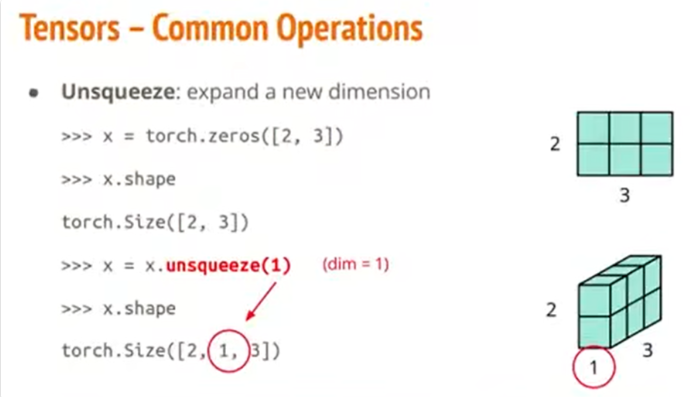 Tensors – Common Operations
● Unsqueeze: expand a new dimension
>>> x = torch.zeros([2, 3])
>>> x.shape
torch.Size([2, 3])
>>> x = x.unsqueeze(1) (dim = 1)
>>> x.shape
torch.Size([2, 1, 3])
2
3
2
3
1